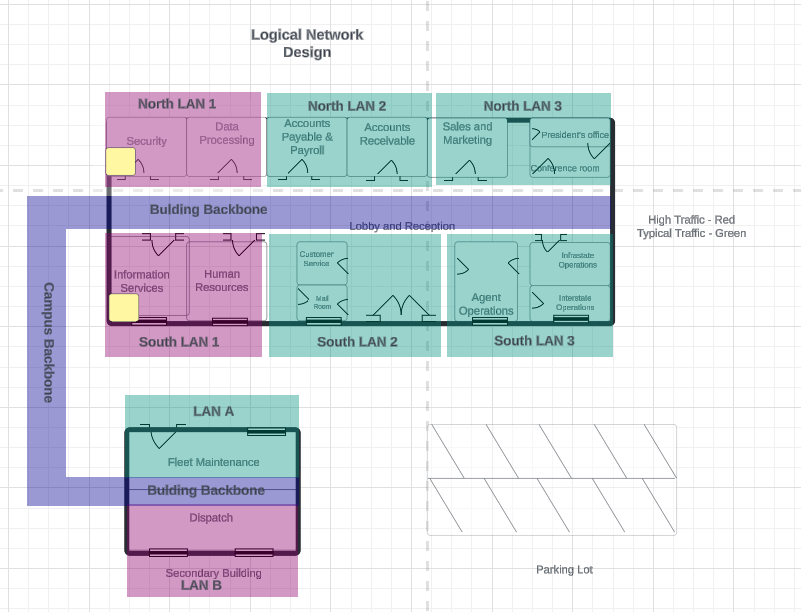 Logical Network
Design
North LAN 1
North LAN 2
North LAN 3
Security
Data
Processing
Accounts
Payable &
Payroll
Accounts
Receivable
Sales and
Marketing
President's office
Conference room
Bulding Backbone
Lobby and Reception
High Traffic - Red
Typical Traffic - Green
Information
Services
Human
Resources
Customer
Service
Mail
Room
Agent
Operations
Infrastate
Operations
Interstate
Operations
South LAN 1
South LAN 2
South LAN 3
Campus Backbone
LAN A
Fleet Maintenance
Bulding Backbone
Dispatch
Secondary Building
LAN B
Parking Lot